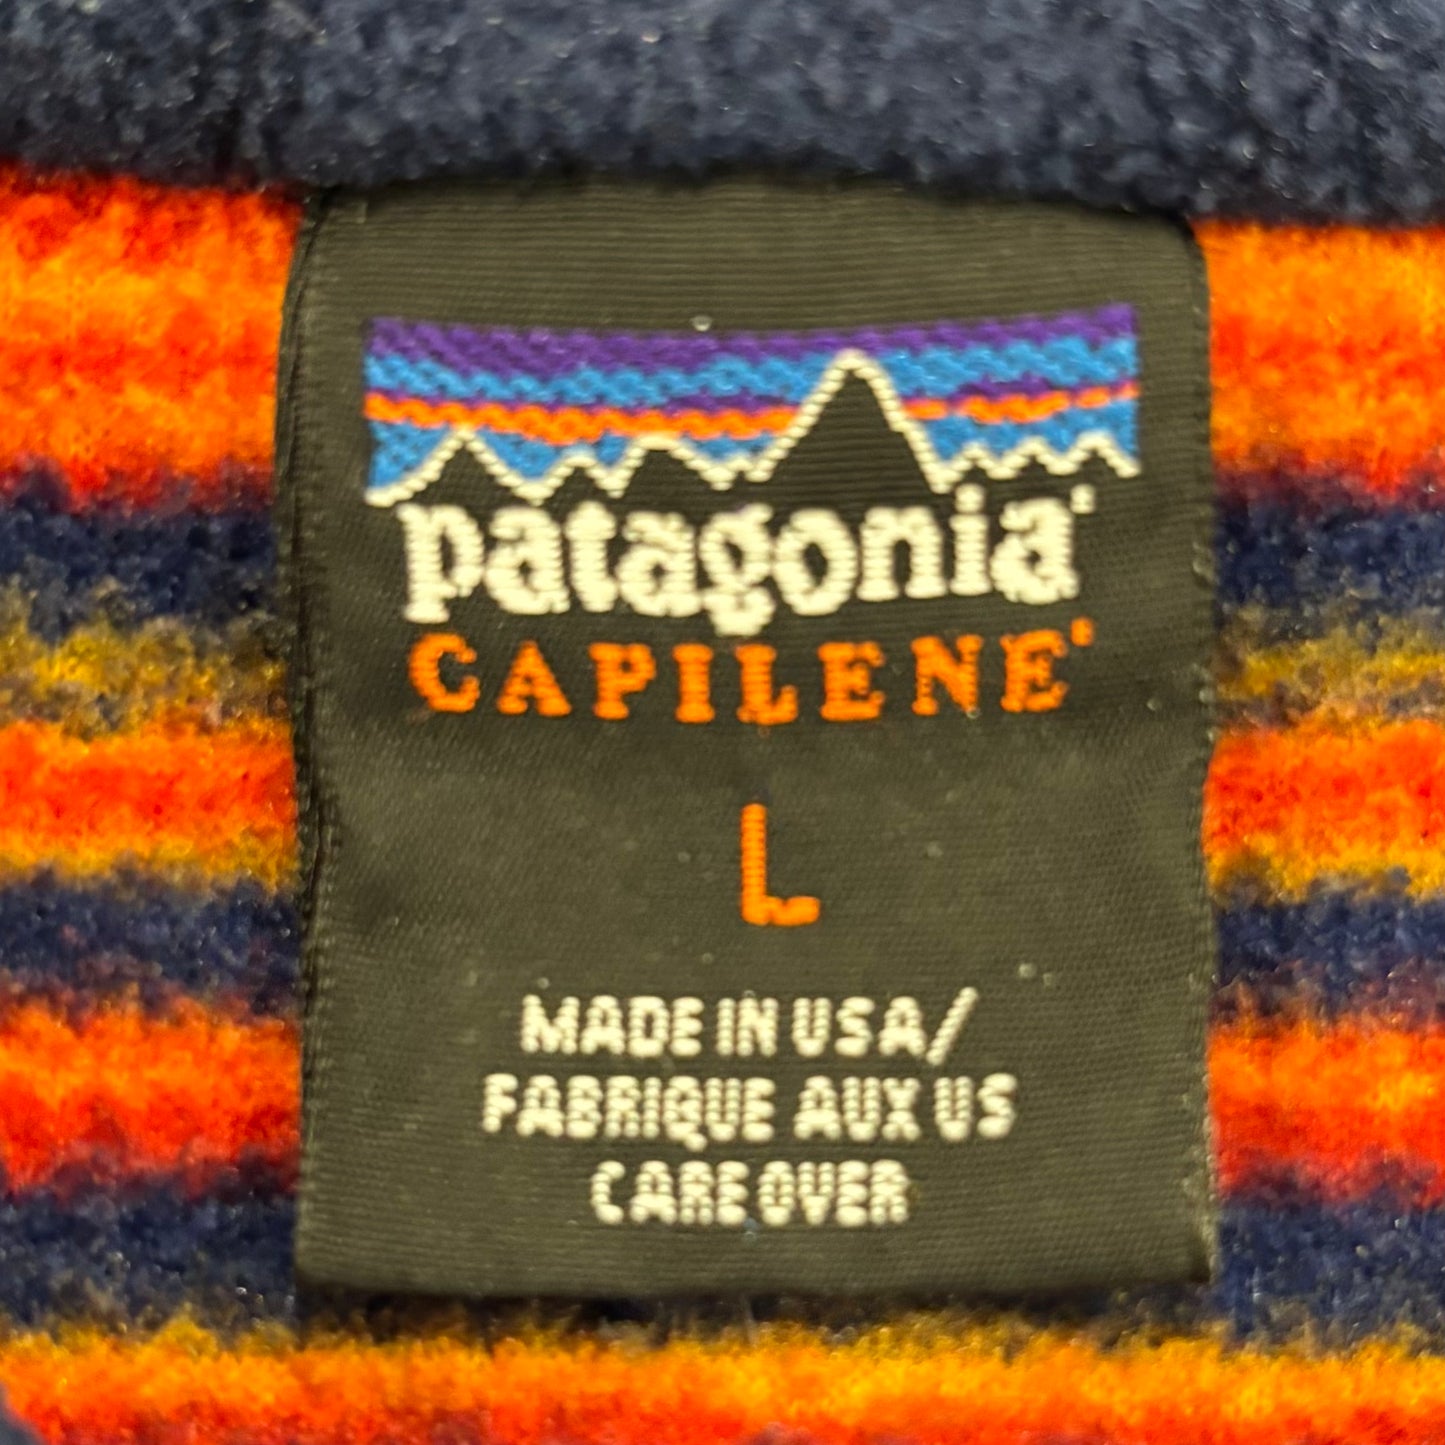 patagonia®
CAPILENE®
L
MADE IN USA/
FABRIQUE AUX US
CARE OVER